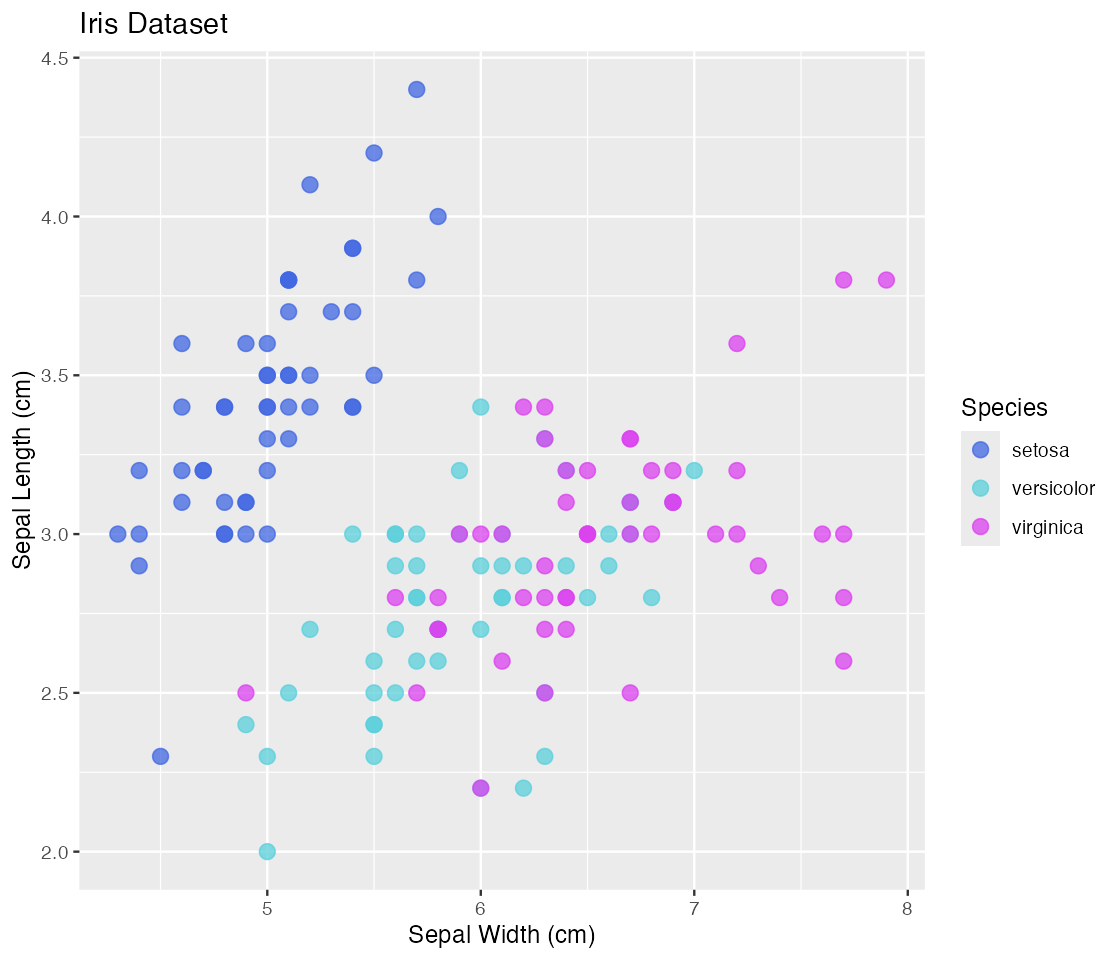 Iris Dataset
4.5
4.0
3.5
3.0
2.5
2.0
Sepal Length (cm)
5
6
7
8
Sepal Width (cm)
Species
setosa
versicolor
virginica